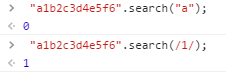 > "a1b2c3d4e5f6".search("a");
< 0
> "a1b2c3d4e5f6".search(/1/);
< 1